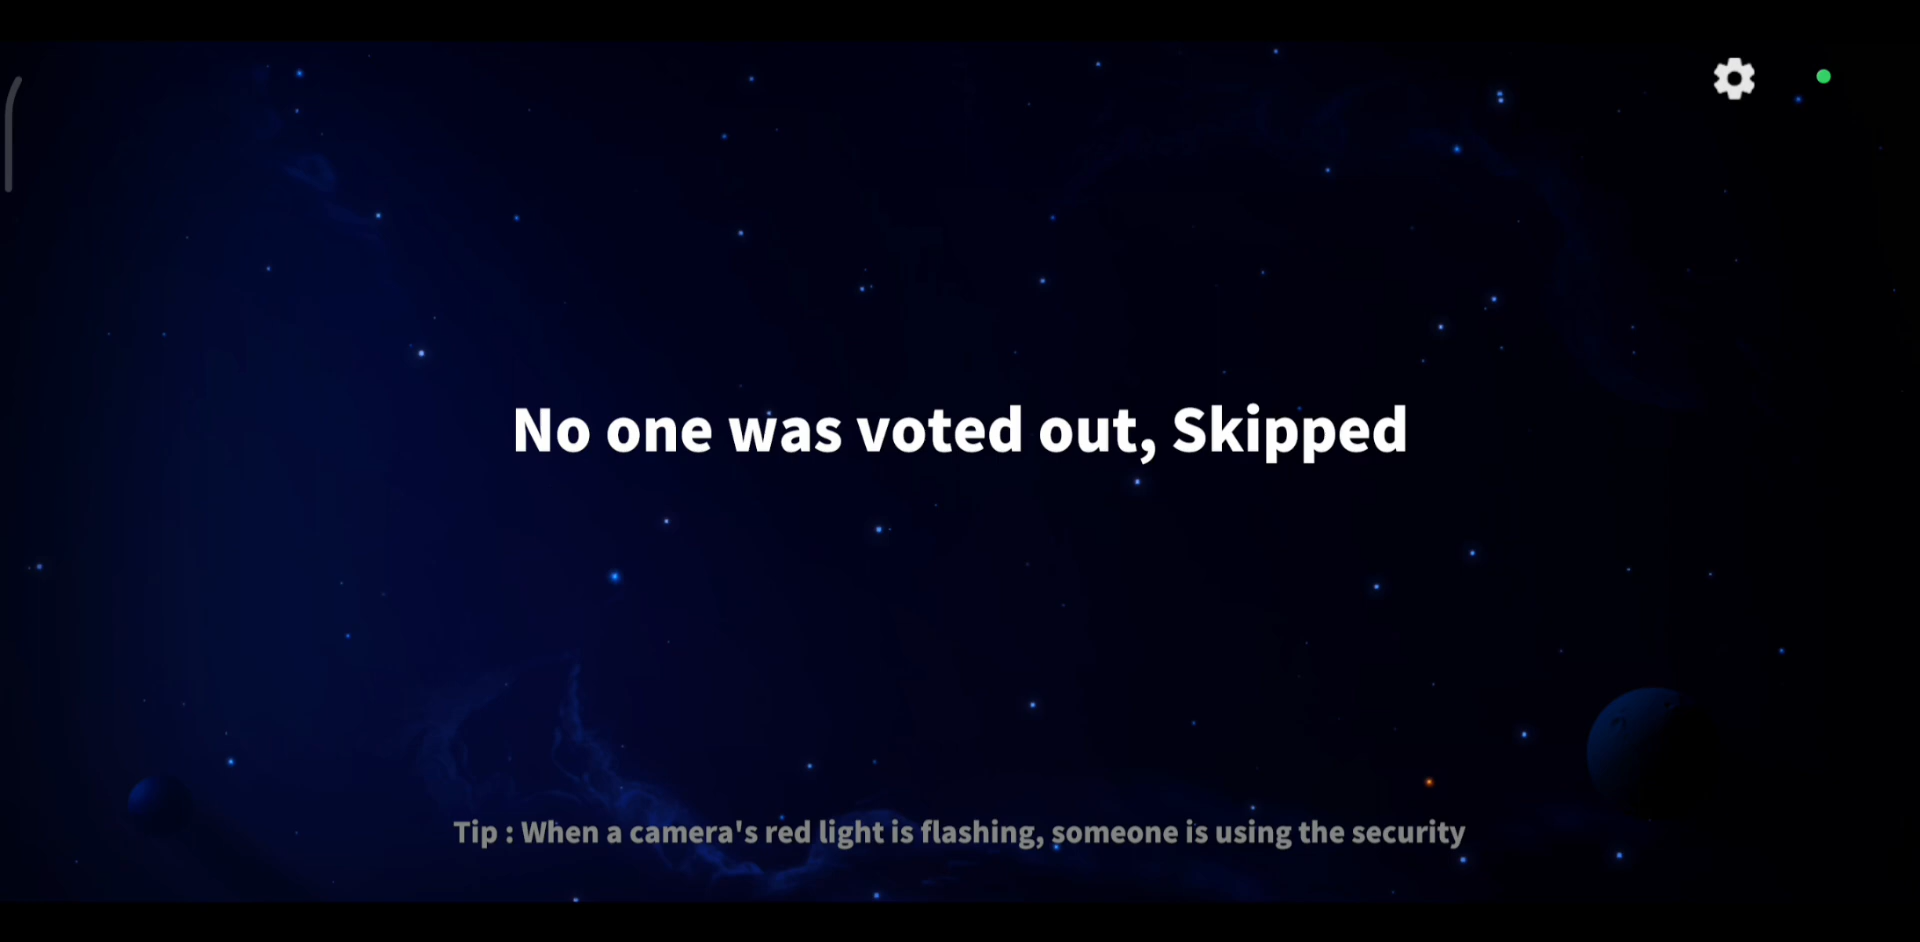 No one was voted out, Skipped
Tip : When a camera's red light is flashing, someone is using the security